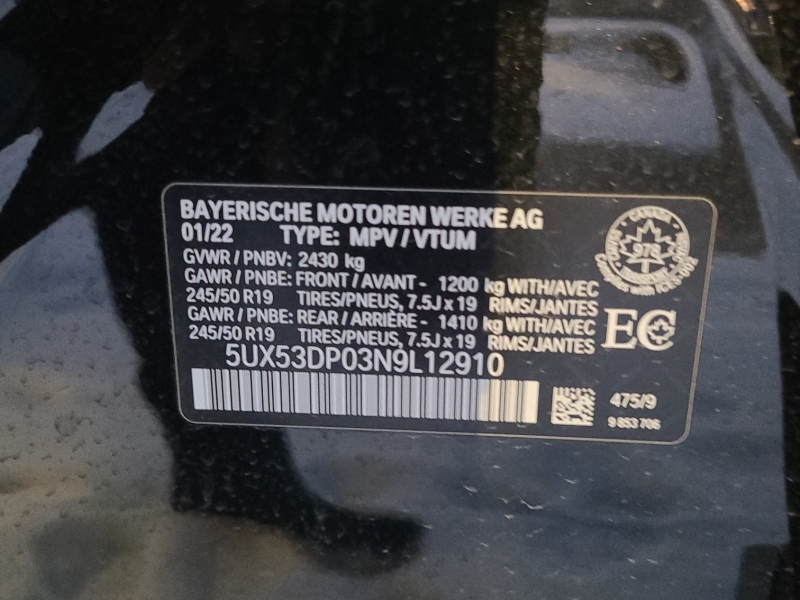 BAYERISCHE MOTOREN WERKE AG
01/22 TYPE: MPV / VTUM
GVWR / PNBV: 2430 kg
GAWR / PNBE: FRONT / AVANT - 1200 kg WITH/AVEC
245/50 R19 TIRES/PNEUS, 7.5J x 19 RIMS/JANTES
GAWR / PNBE: REAR / ARRIÈRE - 1410 kg WITH/AVEC
245/50 R19 TIRES/PNEUS, 7.5J x 19 RIMS/JANTES
5UX53DP03N9L12910
CANADA
978
EC
475/9
9 853 706